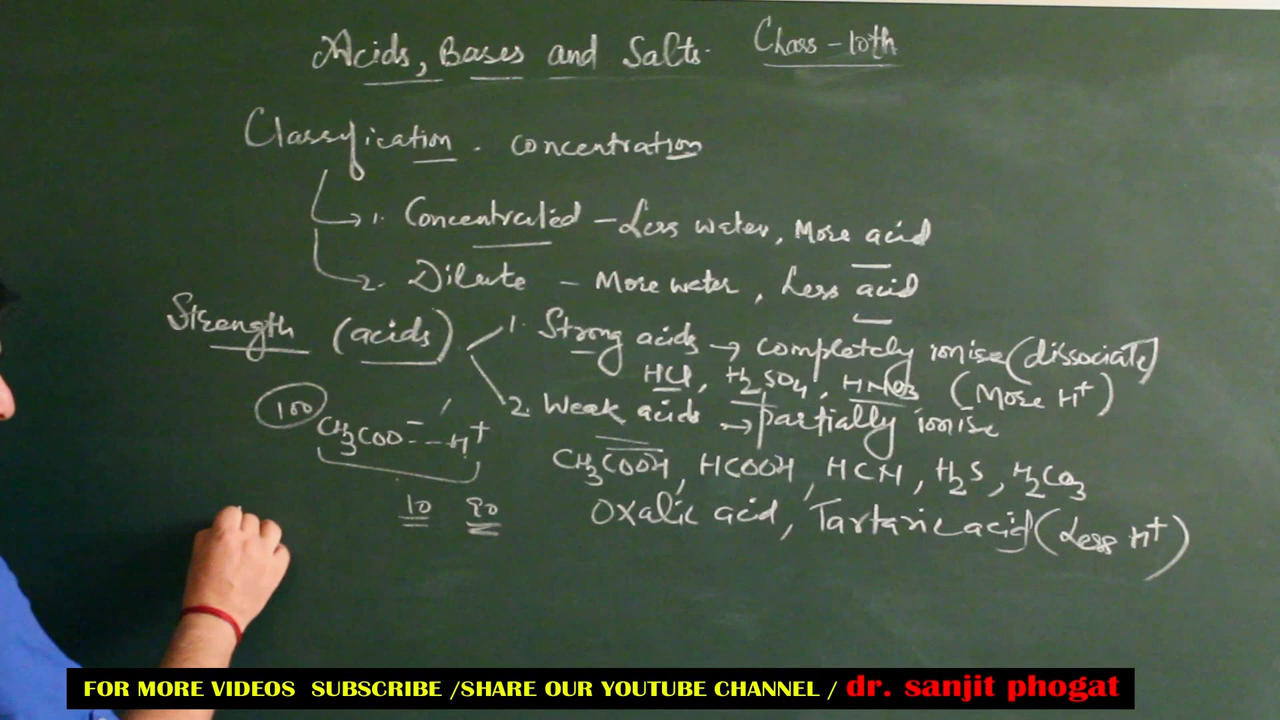 Acids, Bases and Salts. Class - 10th
Classification. concentration
1. Concentrated - Less water, More acid
2. Dilute - More water, Less acid
Strength (acids)
1. Strong acids → completely ionise (dissociate)
HCl, H2SO4, HNO3 (More H+)
2. Weak acids → partially ionise
CH3COOH, HCOOH, HCN, H2S, H2CO3
Oxalic acid, Tartaric acid (Less H+)
100 CH3COO- -- H+
10 90
FOR MORE VIDEOS SUBSCRIBE /SHARE OUR YOUTUBE CHANNEL / dr. sanjit phogat